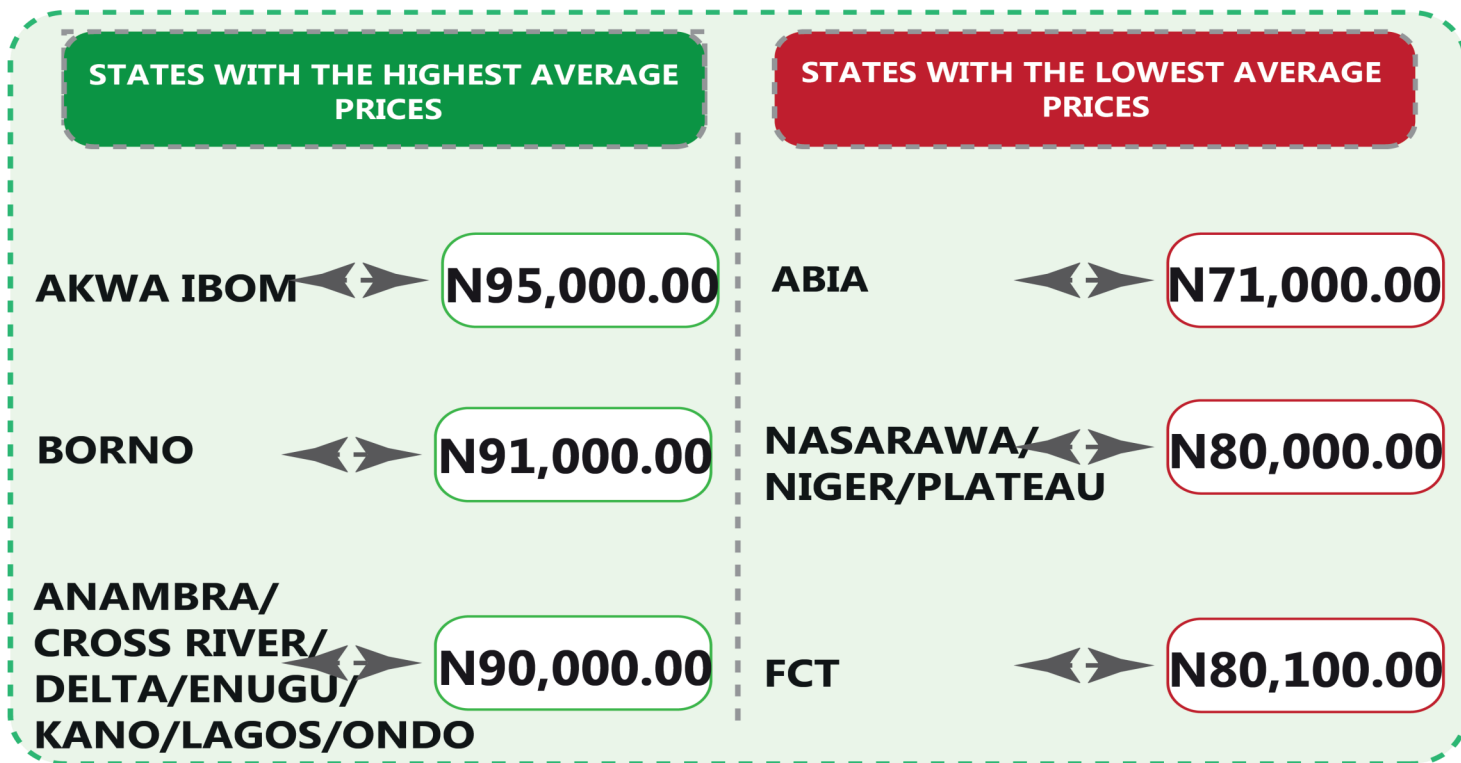 STATES WITH THE HIGHEST AVERAGE
PRICES
AKWA IBOM
N95,000.00
BORNO
N91,000.00
ANAMBRA/
CROSS RIVER/
DELTA/ENUGU/
KANO/LAGOS/ONDO
N90,000.00
STATES WITH THE LOWEST AVERAGE
PRICES
ABIA
N71,000.00
NASARAWA/
NIGER/PLATEAU
N80,000.00
FCT
N80,100.00